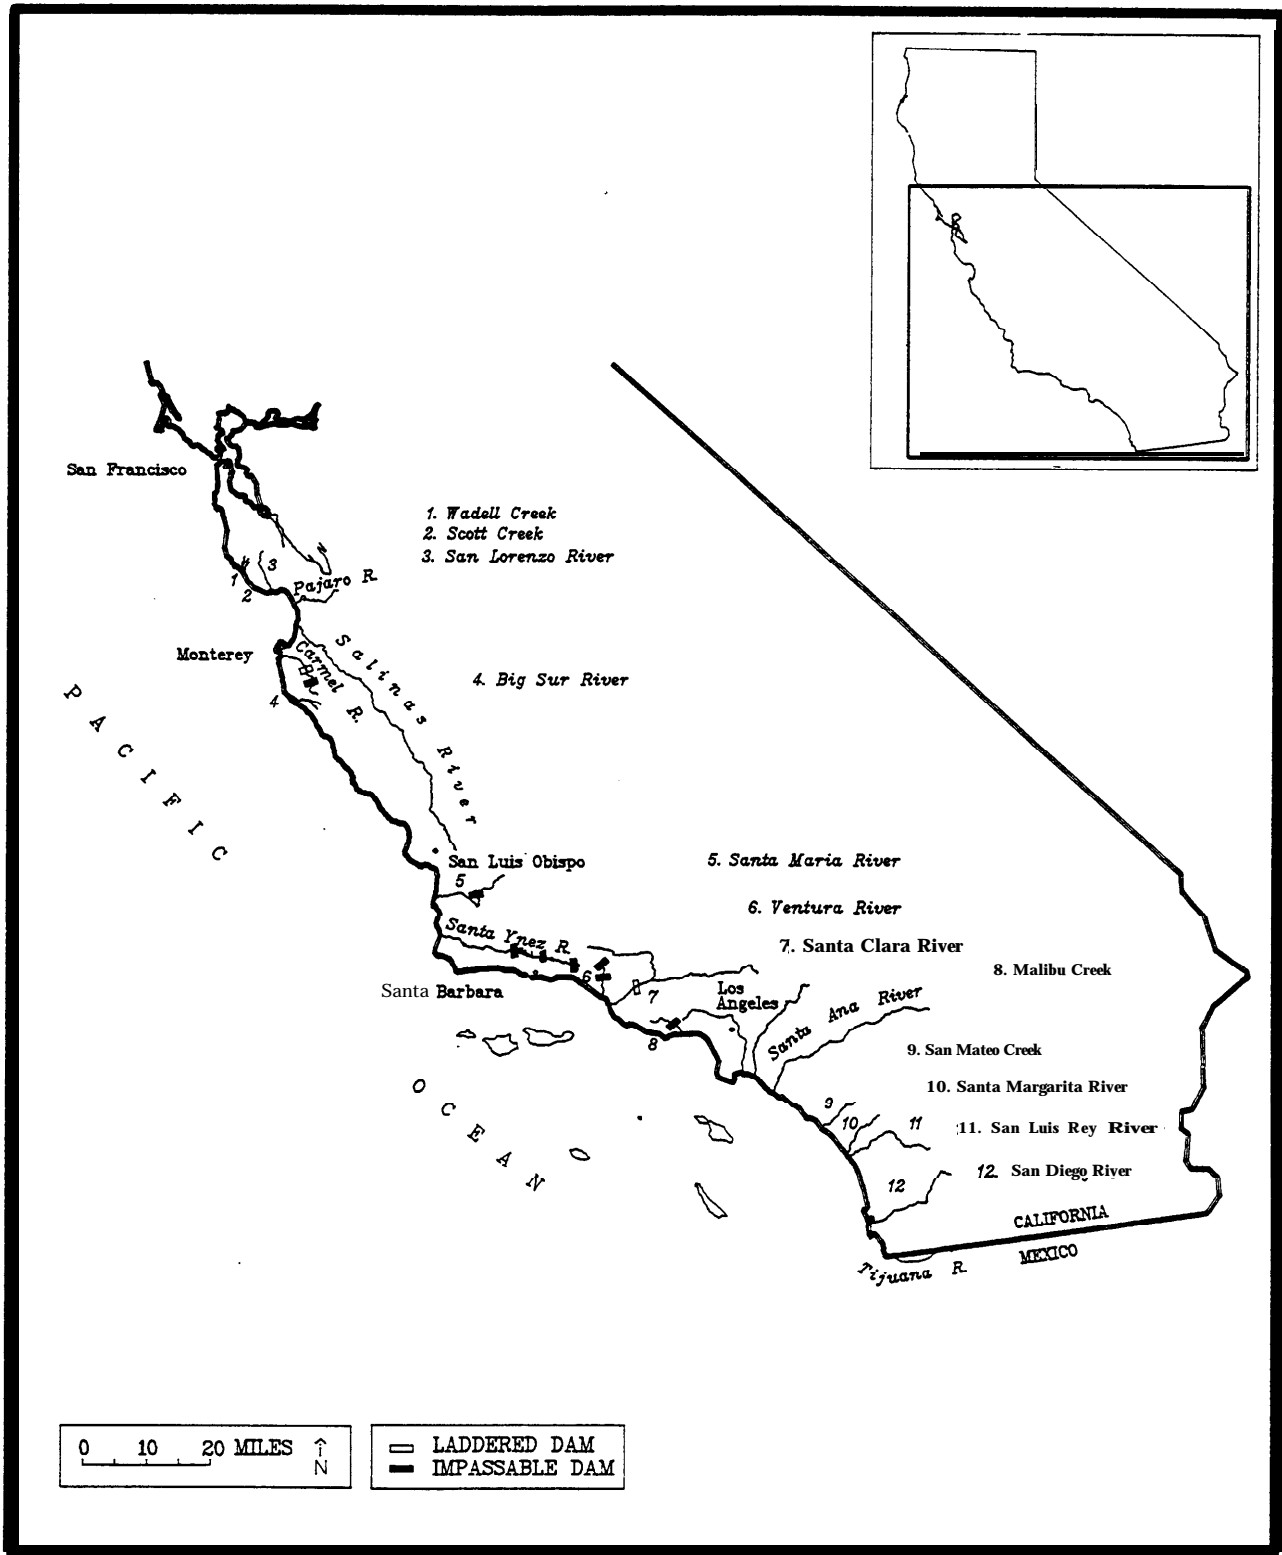 San Francisco
1. Wadell Creek
2. Scott Creek
3. San Lorenzo River
1
2
3
Pajaro R.
Monterey
Carmel R.
Salinas River
4. Big Sur River
4
PACIFIC
San Luis Obispo
5
5. Santa Maria River
6. Ventura River
Santa Ynez R.
7. Santa Clara River
8. Malibu Creek
6
7
Santa Barbara
Los
Angeles
Santa Ana River
8
9. San Mateo Creek
OCEAN
10. Santa Margarita River
9
10
11
11. San Luis Rey River
12
12. San Diego River
CALIFORNIA
MEXICO
Tijuana R.
0 10 20 MILES
N
LADDERED DAM
IMPASSABLE DAM